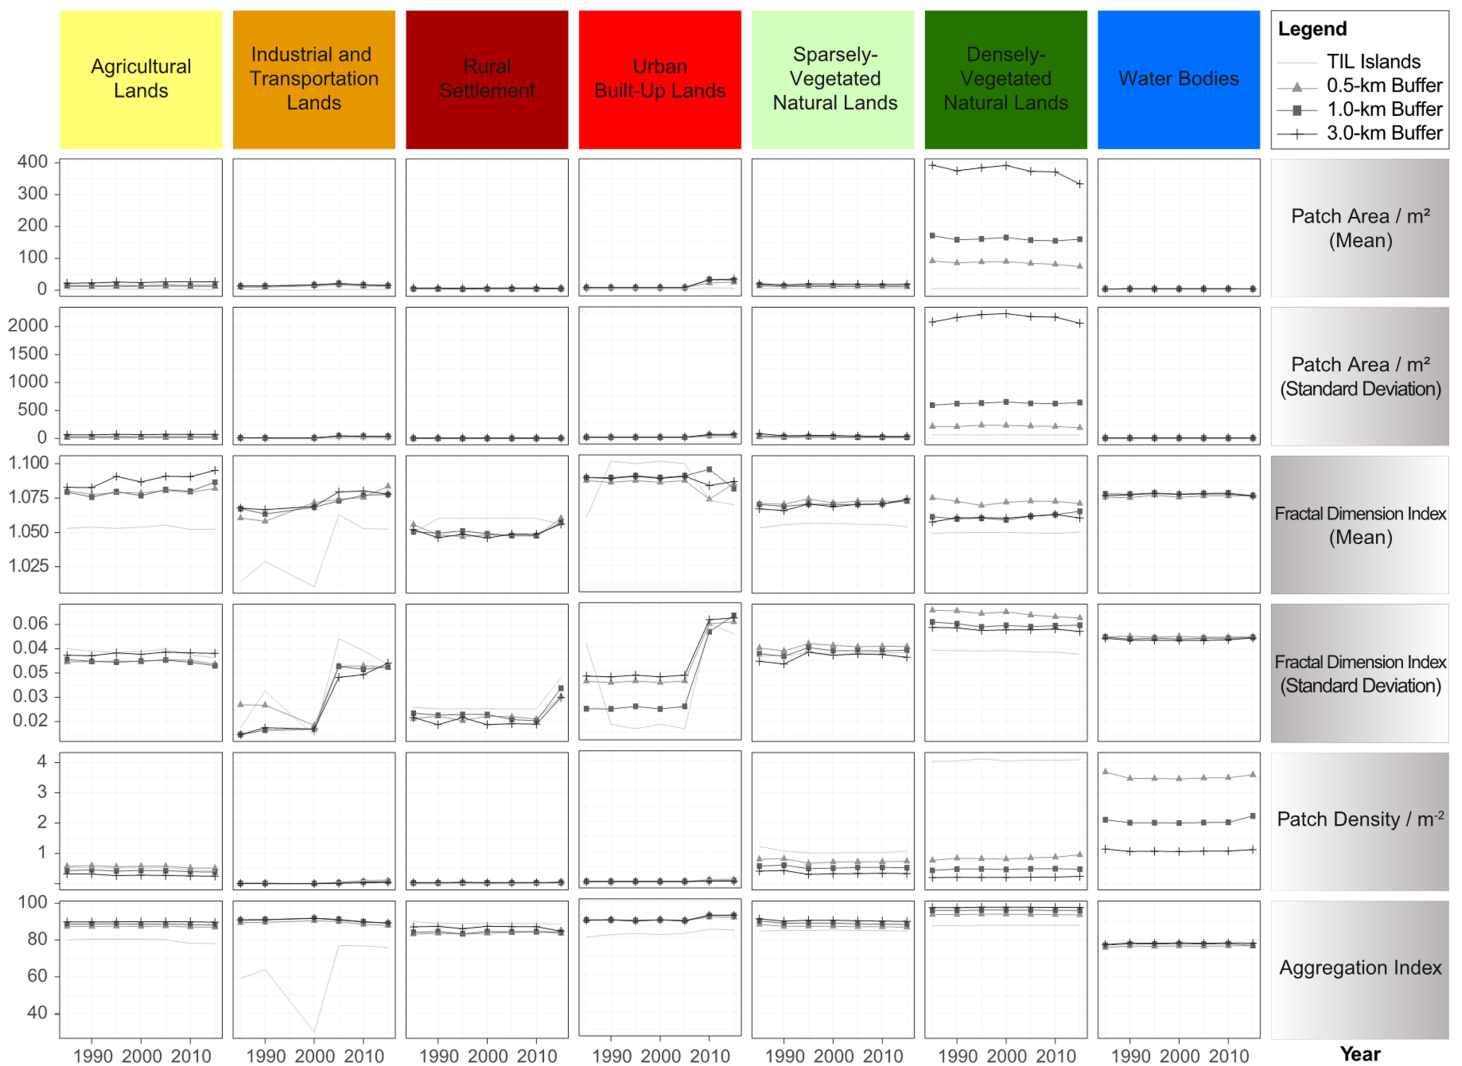 Agricultural
Lands
Industrial and
Transportation
Lands
Rural
Settlement
Urban
Built-Up Lands
Sparsely-
Vegetated
Natural Lands
Densely-
Vegetated
Natural Lands
Water Bodies
Legend
TIL Islands
0.5-km Buffer
1.0-km Buffer
3.0-km Buffer
400
300
200
100
0
Patch Area / m²
(Mean)
2000
1500
1000
500
0
Patch Area / m²
(Standard Deviation)
1.100
1.075
1.050
1.025
Fractal Dimension Index
(Mean)
0.06
0.04
0.05
0.03
0.02
Fractal Dimension Index
(Standard Deviation)
4
3
2
1
Patch Density / m⁻²
100
80
60
40
Aggregation Index
1990 2000 2010 1990 2000 2010 1990 2000 2010 1990 2000 2010 1990 2000 2010 1990 2000 2010 1990 2000 2010
Year